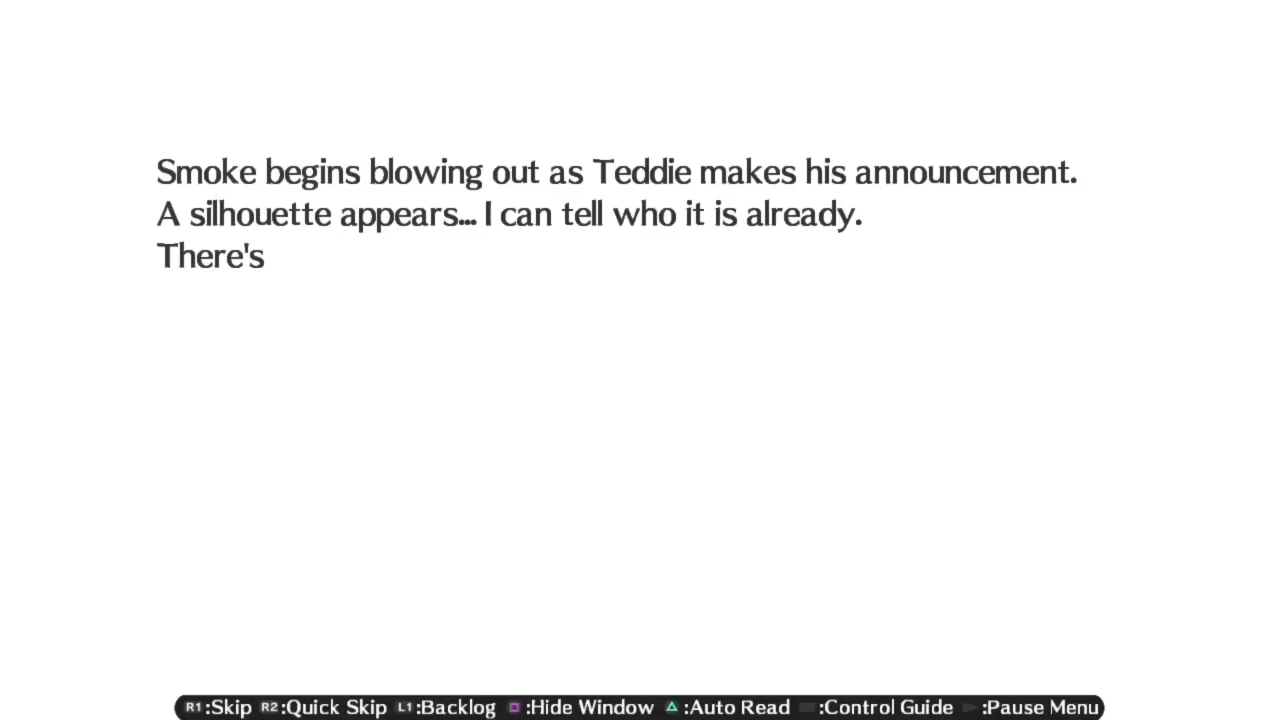 Smoke begins blowing out as Teddie makes his announcement.
A silhouette appears... I can tell who it is already.
There's
R1:Skip R2:Quick Skip L1:Backlog :Hide Window :Auto Read :Control Guide :Pause Menu